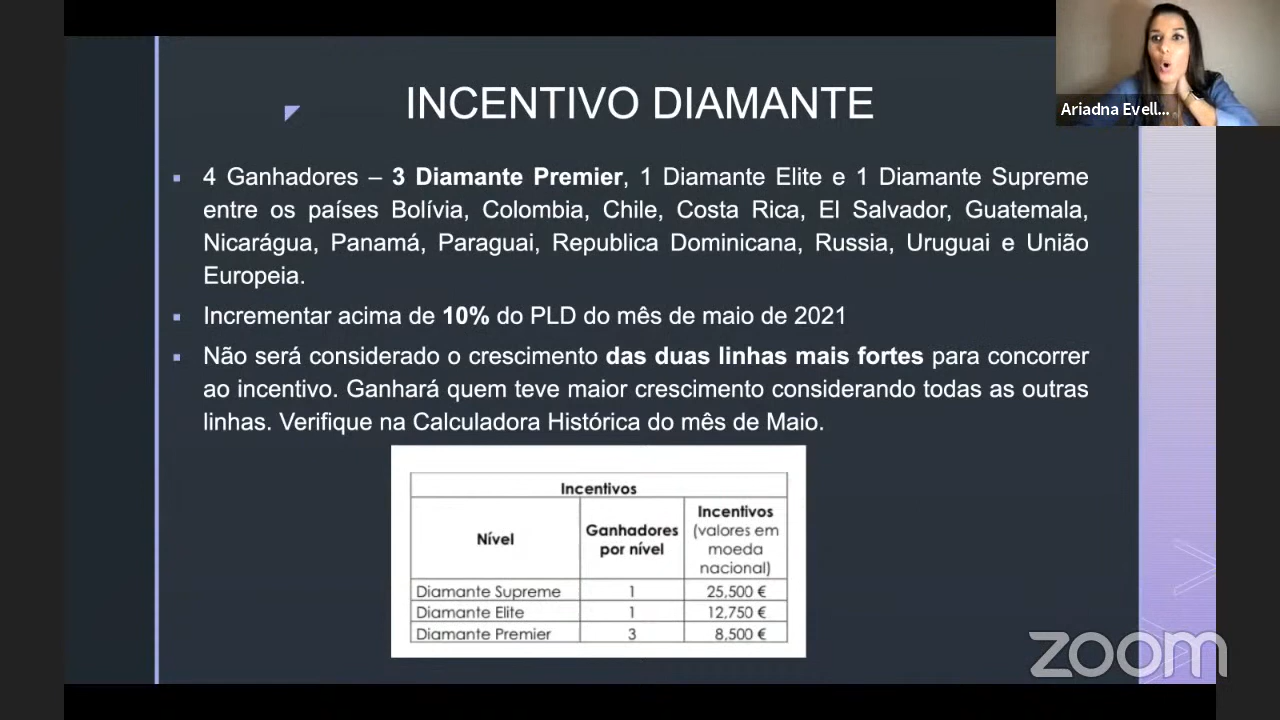 INCENTIVO DIAMANTE
Ariadna Evell...
4 Ganhadores – 3 Diamante Premier, 1 Diamante Elite e 1 Diamante Supreme
entre os países Bolívia, Colombia, Chile, Costa Rica, El Salvador, Guatemala,
Nicarágua, Panamá, Paraguai, Republica Dominicana, Russia, Uruguai e União
Europeia.
Incrementar acima de 10% do PLD do mês de maio de 2021
Não será considerado o crescimento das duas linhas mais fortes para concorrer
ao incentivo. Ganhará quem teve maior crescimento considerando todas as outras
linhas. Verifique na Calculadora Histórica do mês de Maio.
Incentivos
Nível
Ganhadores
por nível
Incentivos
(valores em
moeda
nacional)
Diamante Supreme 1 25,500 €
Diamante Elite 1 12,750 €
Diamante Premier 3 8,500 €
zoom